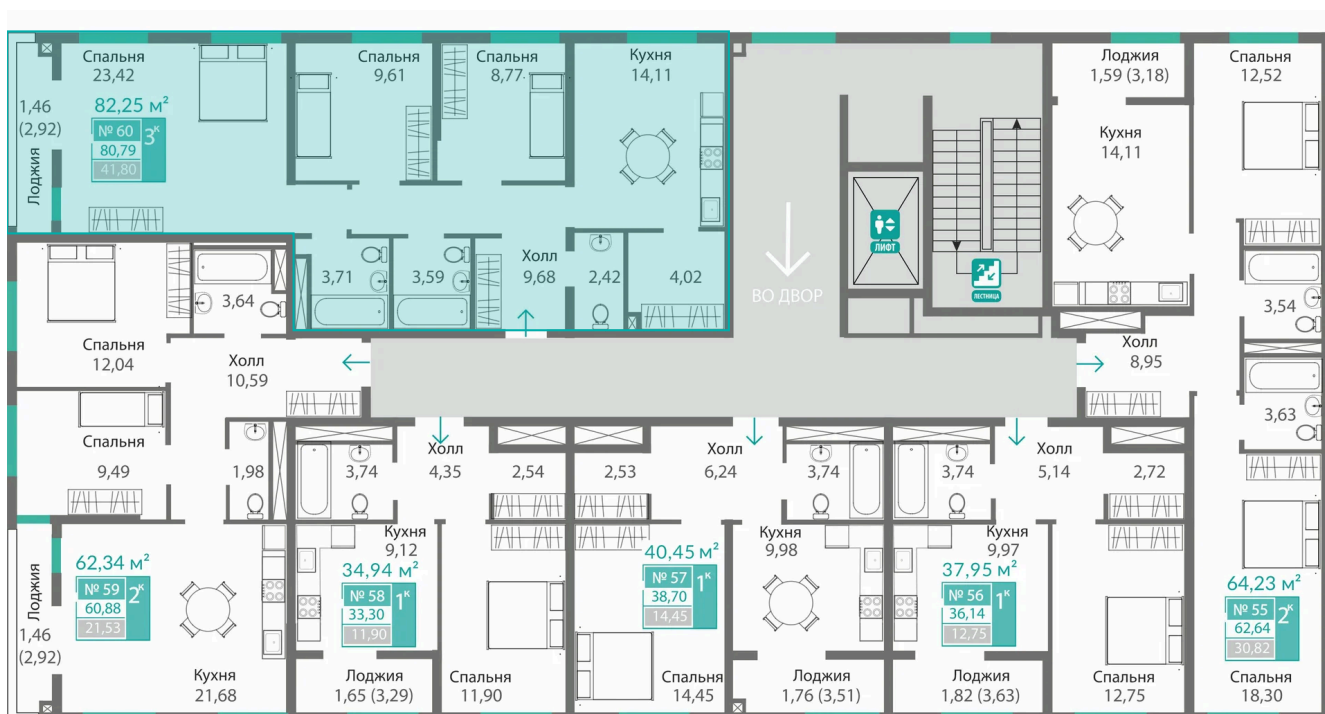 Спальня
23,42
1,46
(2,92)
Лоджия
82,25 м²
№ 60
80,79
41,80
3ᴷ
Спальня
9,61
Спальня
8,77
Кухня
14,11
3,71
3,59
Холл
9,68
2,42
4,02
ВО ДВОР
ЛИФТ
ЛЕСТНИЦА
Лоджия
1,59 (3,18)
Кухня
14,11
Спальня
12,52
3,54
Холл
8,95
3,63
3,64
Спальня
12,04
Холл
10,59
Спальня
9,49
1,98
62,34 м²
№ 59
60,88
21,53
2ᴷ
Лоджия
1,46
(2,92)
Кухня
21,68
3,74
Холл
4,35
2,54
Кухня
9,12
34,94 м²
№ 58
33,30
11,90
1ᴷ
Лоджия
1,65 (3,29)
Спальня
11,90
2,53
Холл
6,24
3,74
40,45 м²
№ 57
38,70
14,45
1ᴷ
Кухня
9,98
Спальня
14,45
Лоджия
1,76 (3,51)
3,74
Холл
5,14
2,72
Кухня
9,97
37,95 м²
№ 56
36,14
12,75
1ᴷ
Лоджия
1,82 (3,63)
Спальня
12,75
64,23 м²
№ 55
62,64
30,82
2ᴷ
Спальня
18,30